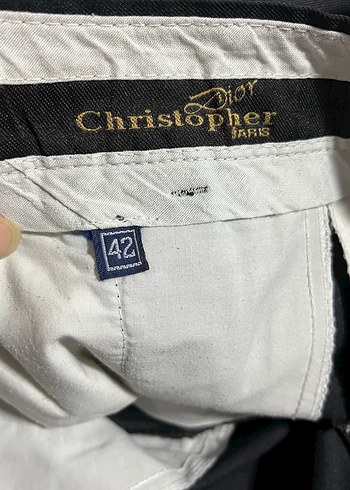 Dior
Christopher
PARIS
42